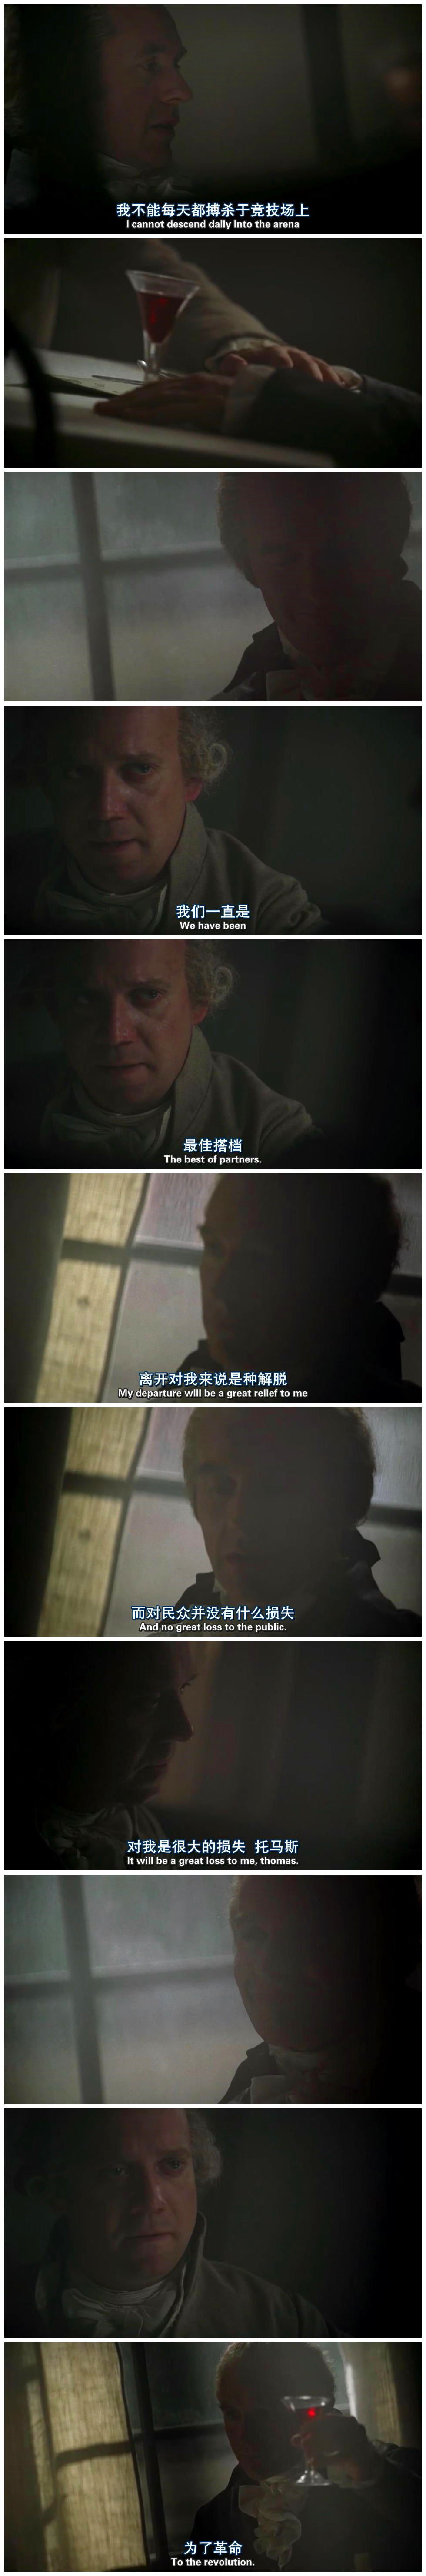 我不能每天都搏杀于竞技场上
I cannot descend daily into the arena
我们一直是
We have been
最佳搭档
The best of partners.
离开对我来说是种解脱
My departure will be a great relief to me
而对民众并没有什么损失
And no great loss to the public.
对我是很大的损失 托马斯
It will be a great loss to me, thomas.
为了革命
To the revolution.